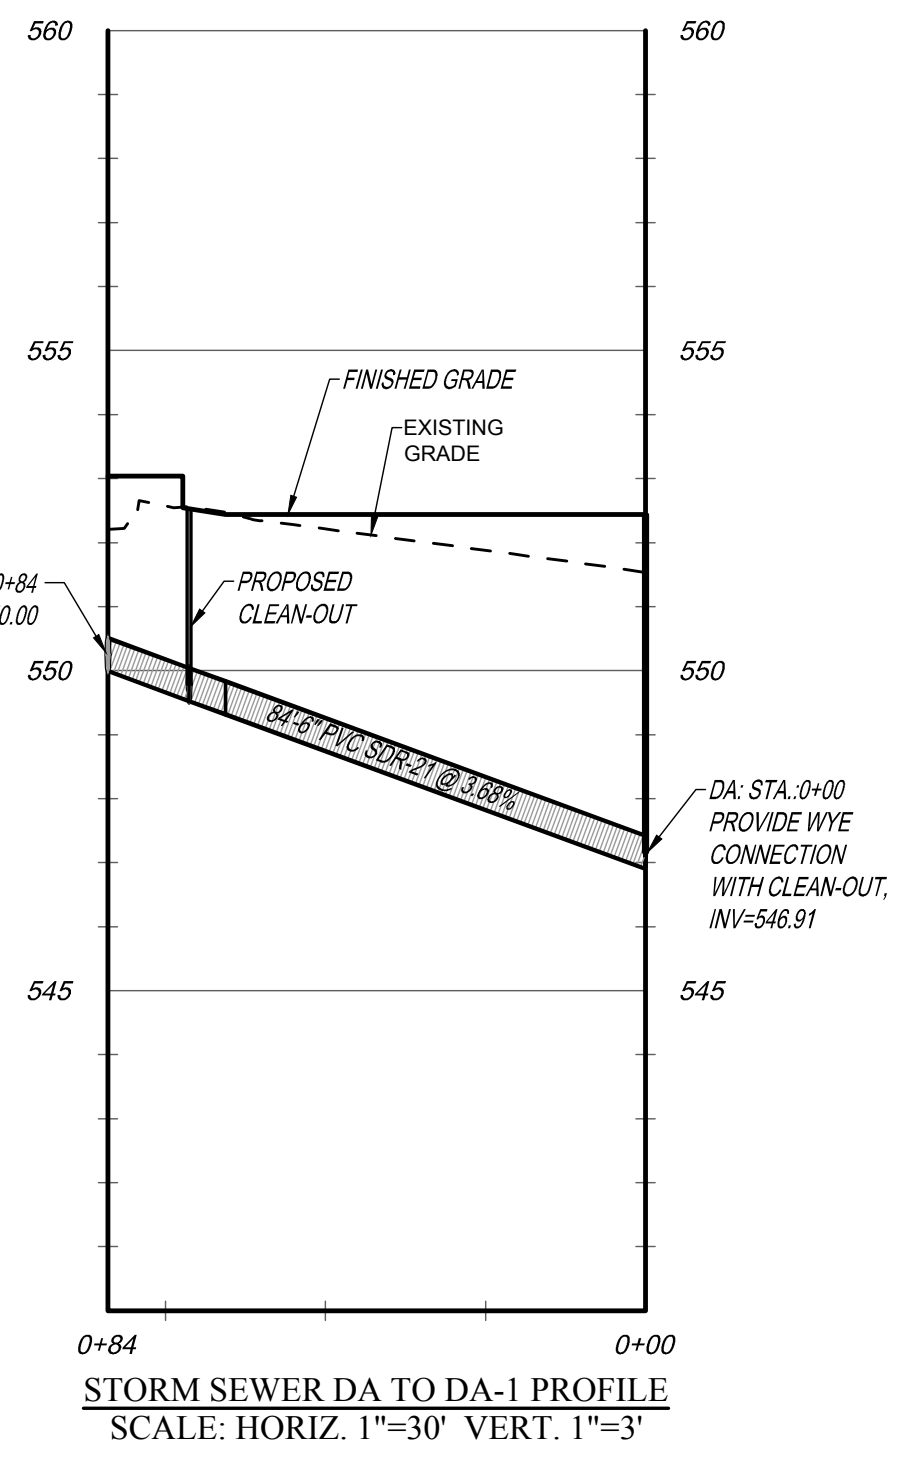 560 560
555 555
FINISHED GRADE
EXISTING
GRADE
0+84
0.00
PROPOSED
CLEAN-OUT
550 550
84'-6" PVC SDR-21 @ 3.68%
DA: STA.:0+00
PROVIDE WYE
CONNECTION
WITH CLEAN-OUT,
INV=546.91
545 545
0+84 0+00
STORM SEWER DA TO DA-1 PROFILE
SCALE: HORIZ. 1"=30' VERT. 1"=3'